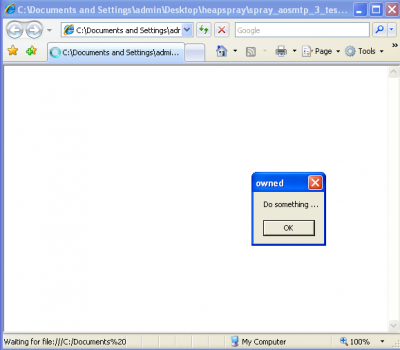 C:\Documents and Settings\admin\Desktop\heapspray\spray_aosmtp_3_tes...
C:\Documents and Settings\adr
Google
C:\Documents and Settings\admi...
Page
Tools
owned
Do something ...
OK
Waiting for file:///C:/Documents%20
My Computer
100%